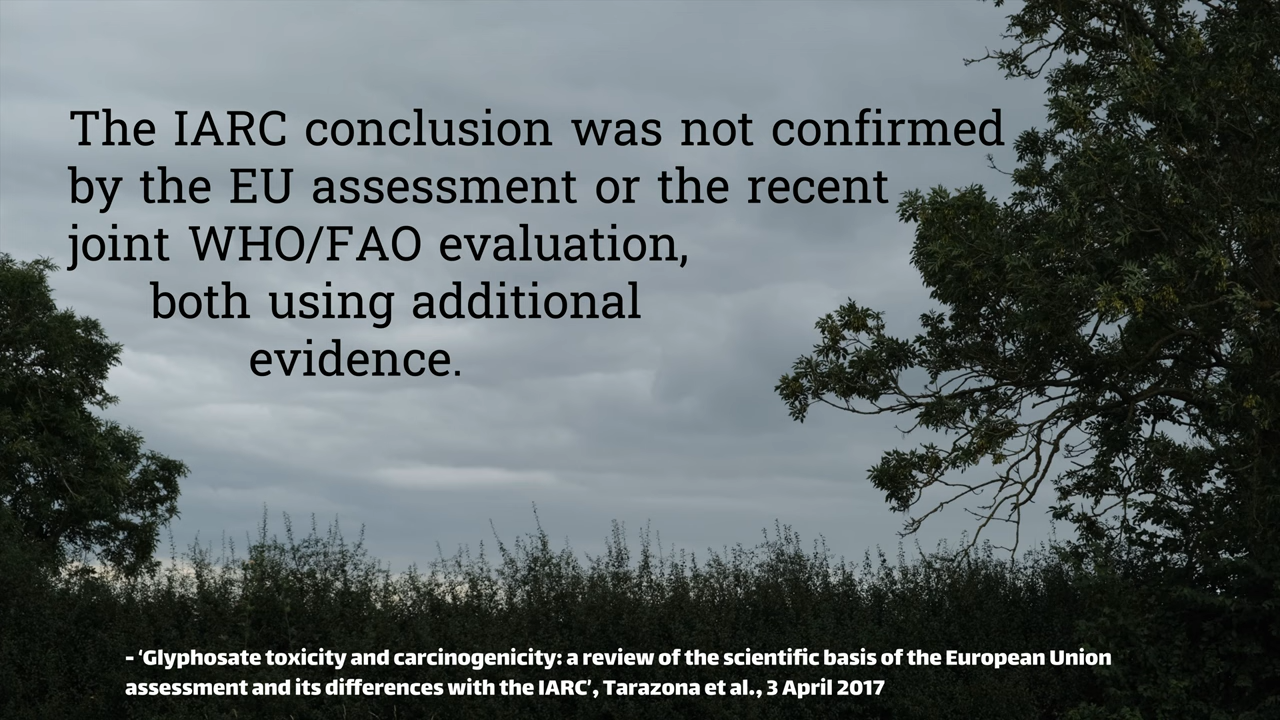 The IARC conclusion was not confirmed
by the EU assessment or the recent
joint WHO/FAO evaluation,
both using additional
evidence.
- ‘Glyphosate toxicity and carcinogenicity: a review of the scientific basis of the European Union
assessment and its differences with the IARC’, Tarazona et al., 3 April 2017